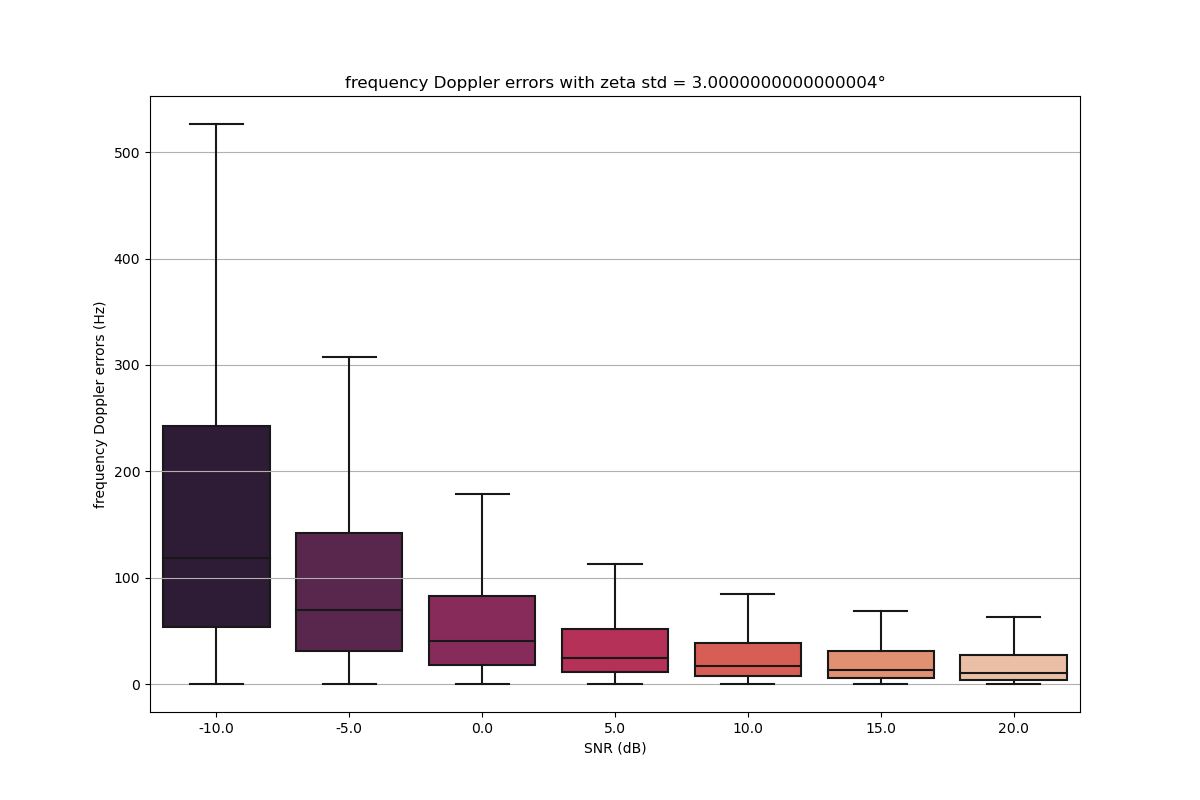 frequency Doppler errors with zeta std = 3.0000000000000004°
frequency Doppler errors (Hz)
500
400
300
200
100
0
-10.0 -5.0 0.0 5.0 10.0 15.0 20.0
SNR (dB)